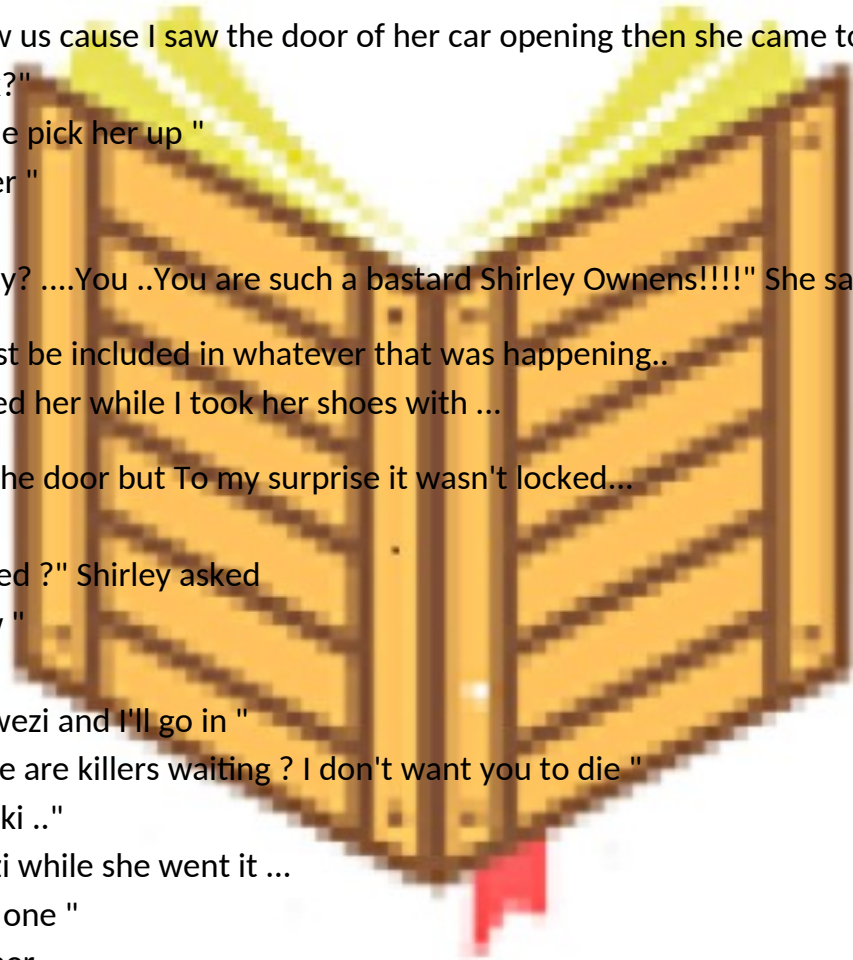 w us cause I saw the door of her car opening then she came to
?"
e pick her up "
er "
y? ....You ..You are such a bastard Shirley Ownens!!!!" She sa
st be included in whatever that was happening..
ed her while I took her shoes with ...
he door but To my surprise it wasn't locked...
ed ?" Shirley asked
"
wezi and I'll go in "
e are killers waiting ? I don't want you to die "
ki .."
zi while she went it ...
one "